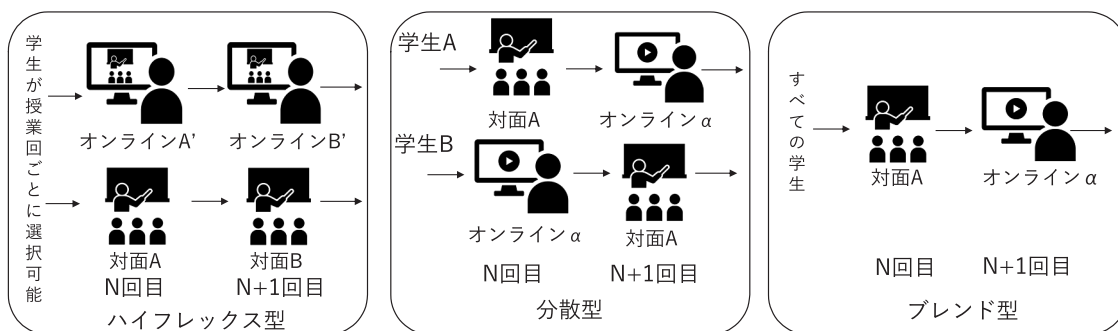 学生が授業回ごとに選択可能
オンラインA'
オンラインB'
対面A
対面B
N回目
N+1回目
ハイフレックス型
学生A
対面A
オンラインα
学生B
オンラインα
対面A
N回目
N+1回目
分散型
すべての学生
対面A
オンラインα
N回目
N+1回目
ブレンド型